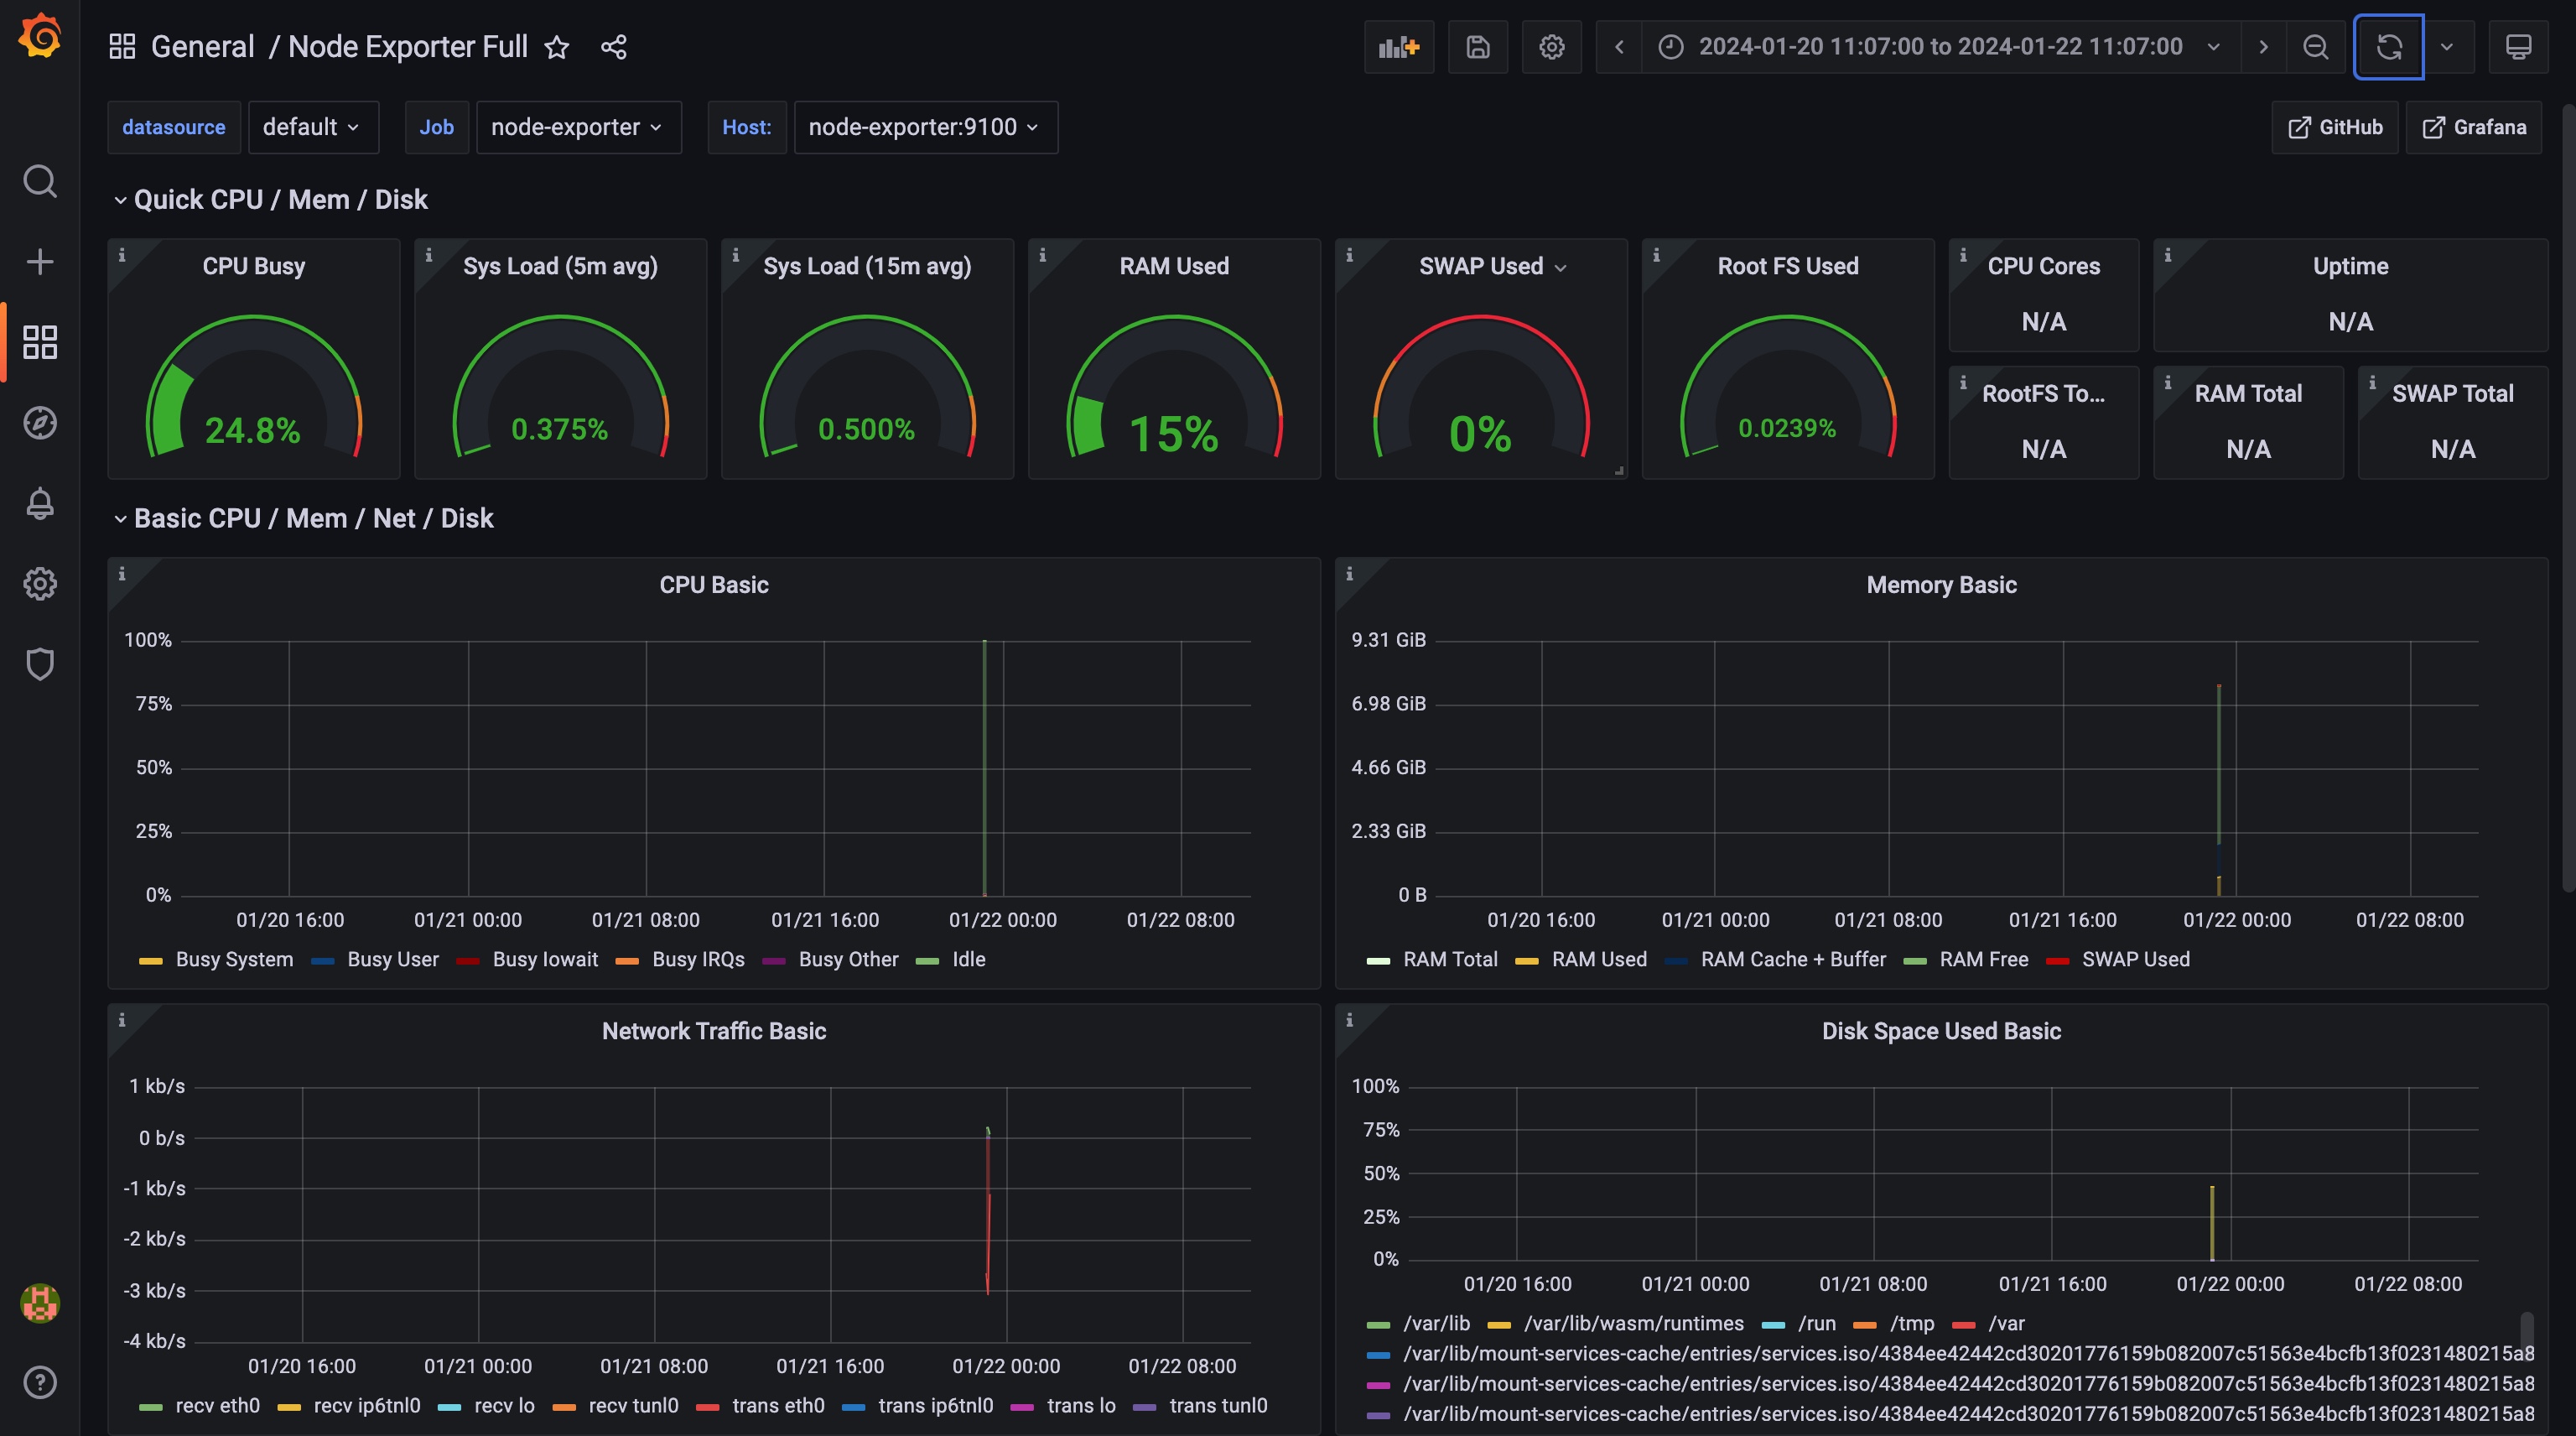 General / Node Exporter Full
2024-01-20 11:07:00 to 2024-01-22 11:07:00
datasource default Job node-exporter Host: node-exporter:9100 GitHub Grafana
Quick CPU / Mem / Disk
CPU Busy
24.8%
Sys Load (5m avg)
0.375%
Sys Load (15m avg)
0.500%
RAM Used
15%
SWAP Used
0%
Root FS Used
0.0239%
CPU Cores
N/A
Uptime
N/A
RootFS To...
N/A
RAM Total
N/A
SWAP Total
N/A
Basic CPU / Mem / Net / Disk
CPU Basic
100%
75%
50%
25%
0%
01/20 16:00 01/21 00:00 01/21 08:00 01/21 16:00 01/22 00:00 01/22 08:00
Busy System Busy User Busy Iowait Busy IRQs Busy Other Idle
Memory Basic
9.31 GiB
6.98 GiB
4.66 GiB
2.33 GiB
0 B
01/20 16:00 01/21 00:00 01/21 08:00 01/21 16:00 01/22 00:00 01/22 08:00
RAM Total RAM Used RAM Cache + Buffer RAM Free SWAP Used
Network Traffic Basic
1 kb/s
0 b/s
-1 kb/s
-2 kb/s
-3 kb/s
-4 kb/s
01/20 16:00 01/21 00:00 01/21 08:00 01/21 16:00 01/22 00:00 01/22 08:00
recv eth0 recv ip6tnl0 recv lo recv tunl0 trans eth0 trans ip6tnl0 trans lo trans tunl0
Disk Space Used Basic
100%
75%
50%
25%
0%
01/20 16:00 01/21 00:00 01/21 08:00 01/21 16:00 01/22 00:00 01/22 08:00
/var/lib /var/lib/wasm/runtimes /run /tmp /var
/var/lib/mount-services-cache/entries/services.iso/4384ee42442cd30201776159b082007c51563e4bcfb13f0231480215a8
/var/lib/mount-services-cache/entries/services.iso/4384ee42442cd30201776159b082007c51563e4bcfb13f0231480215a8
/var/lib/mount-services-cache/entries/services.iso/4384ee42442cd30201776159b082007c51563e4bcfb13f0231480215a8